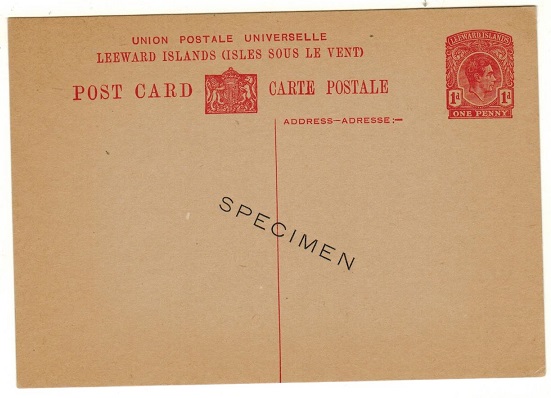 UNION POSTALE UNIVERSELLE
LEEWARD ISLANDS (ISLES SOUS LE VENT)
POST CARD CARTE POSTALE
LEEWARD ISLANDS
1d 1d
ONE PENNY
ADDRESS—ADRESSE:—
SPECIMEN